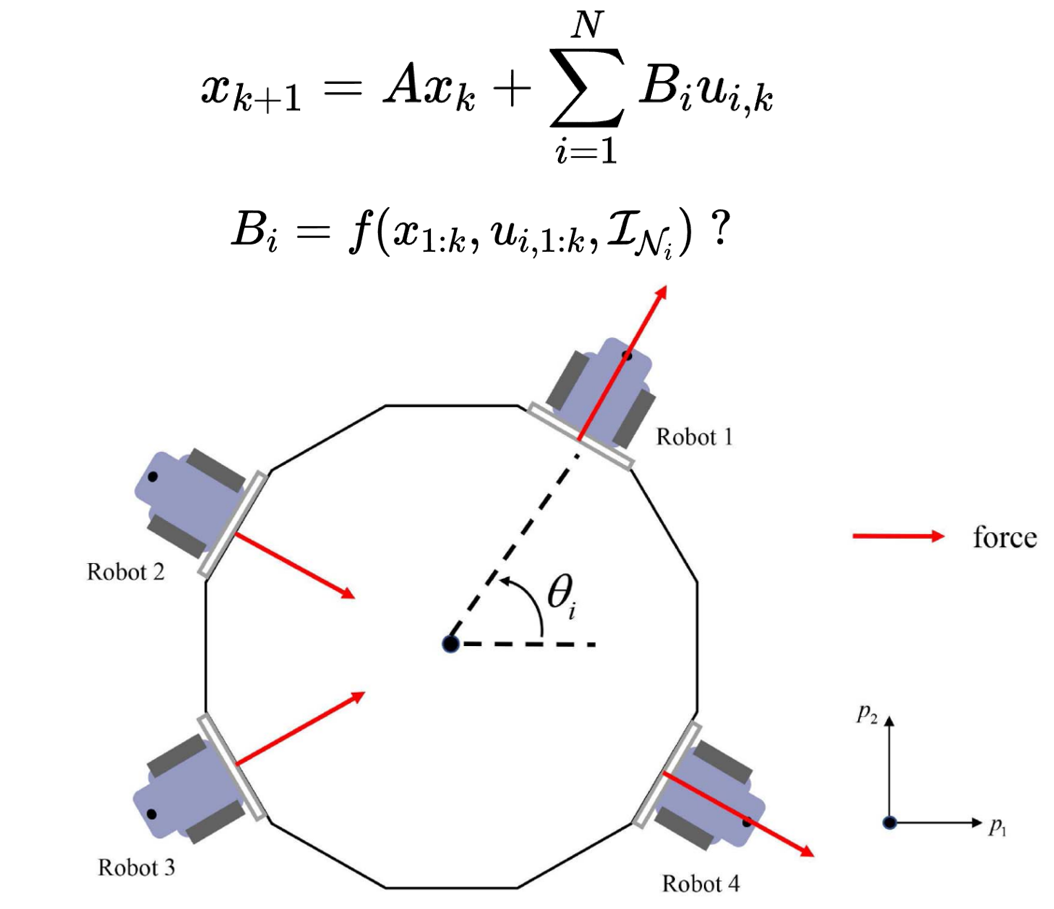 x_{k+1} = Ax_k + \sum_{i=1}^{N} B_i u_{i,k}
B_i = f(x_{1:k}, u_{i,1:k}, \mathcal{I}_{\mathcal{N}_i}) ?
Robot 1
Robot 2
force
θ_i
p_2
p_1
Robot 3
Robot 4